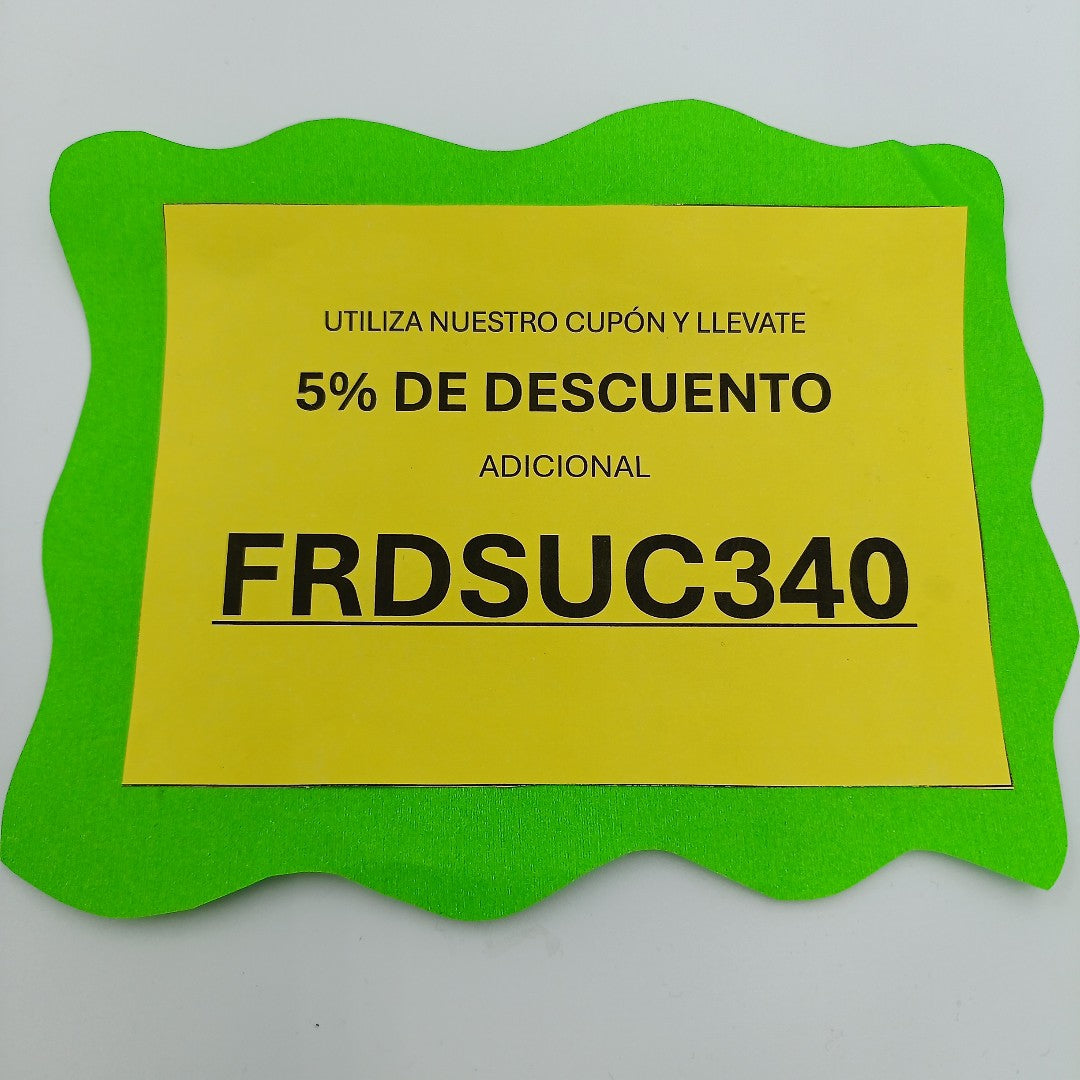 UTILIZA NUESTRO CUPÓN Y LLEVATE
5% DE DESCUENTO
ADICIONAL
FRDSUC340